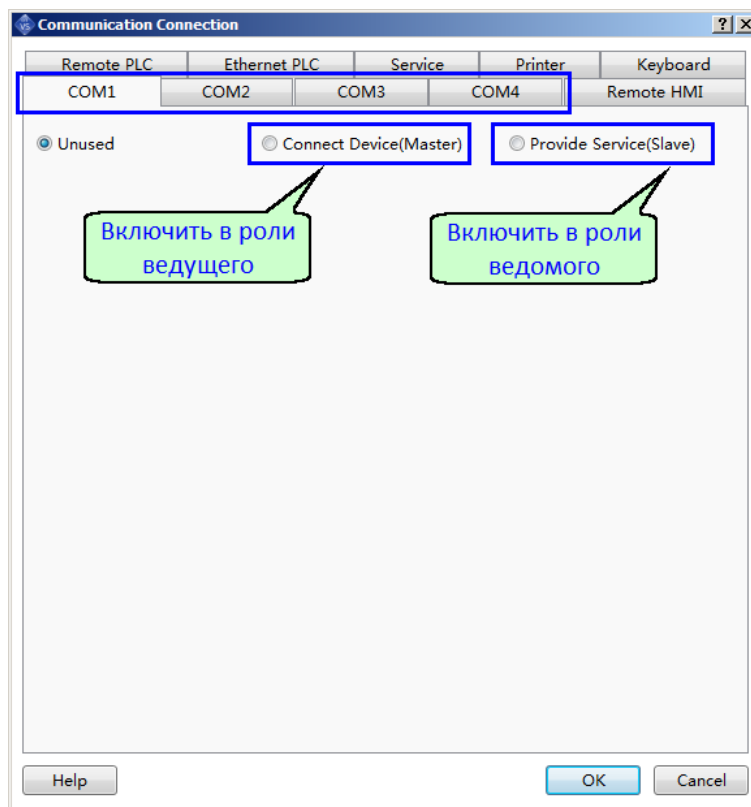 VS Communication Connection ? X
Remote PLC Ethernet PLC Service Printer Keyboard
COM1 COM2 COM3 COM4 Remote HMI
Unused Connect Device(Master) Provide Service(Slave)
Включить в роли
ведущего
Включить в роли
ведомого
Help OK Cancel